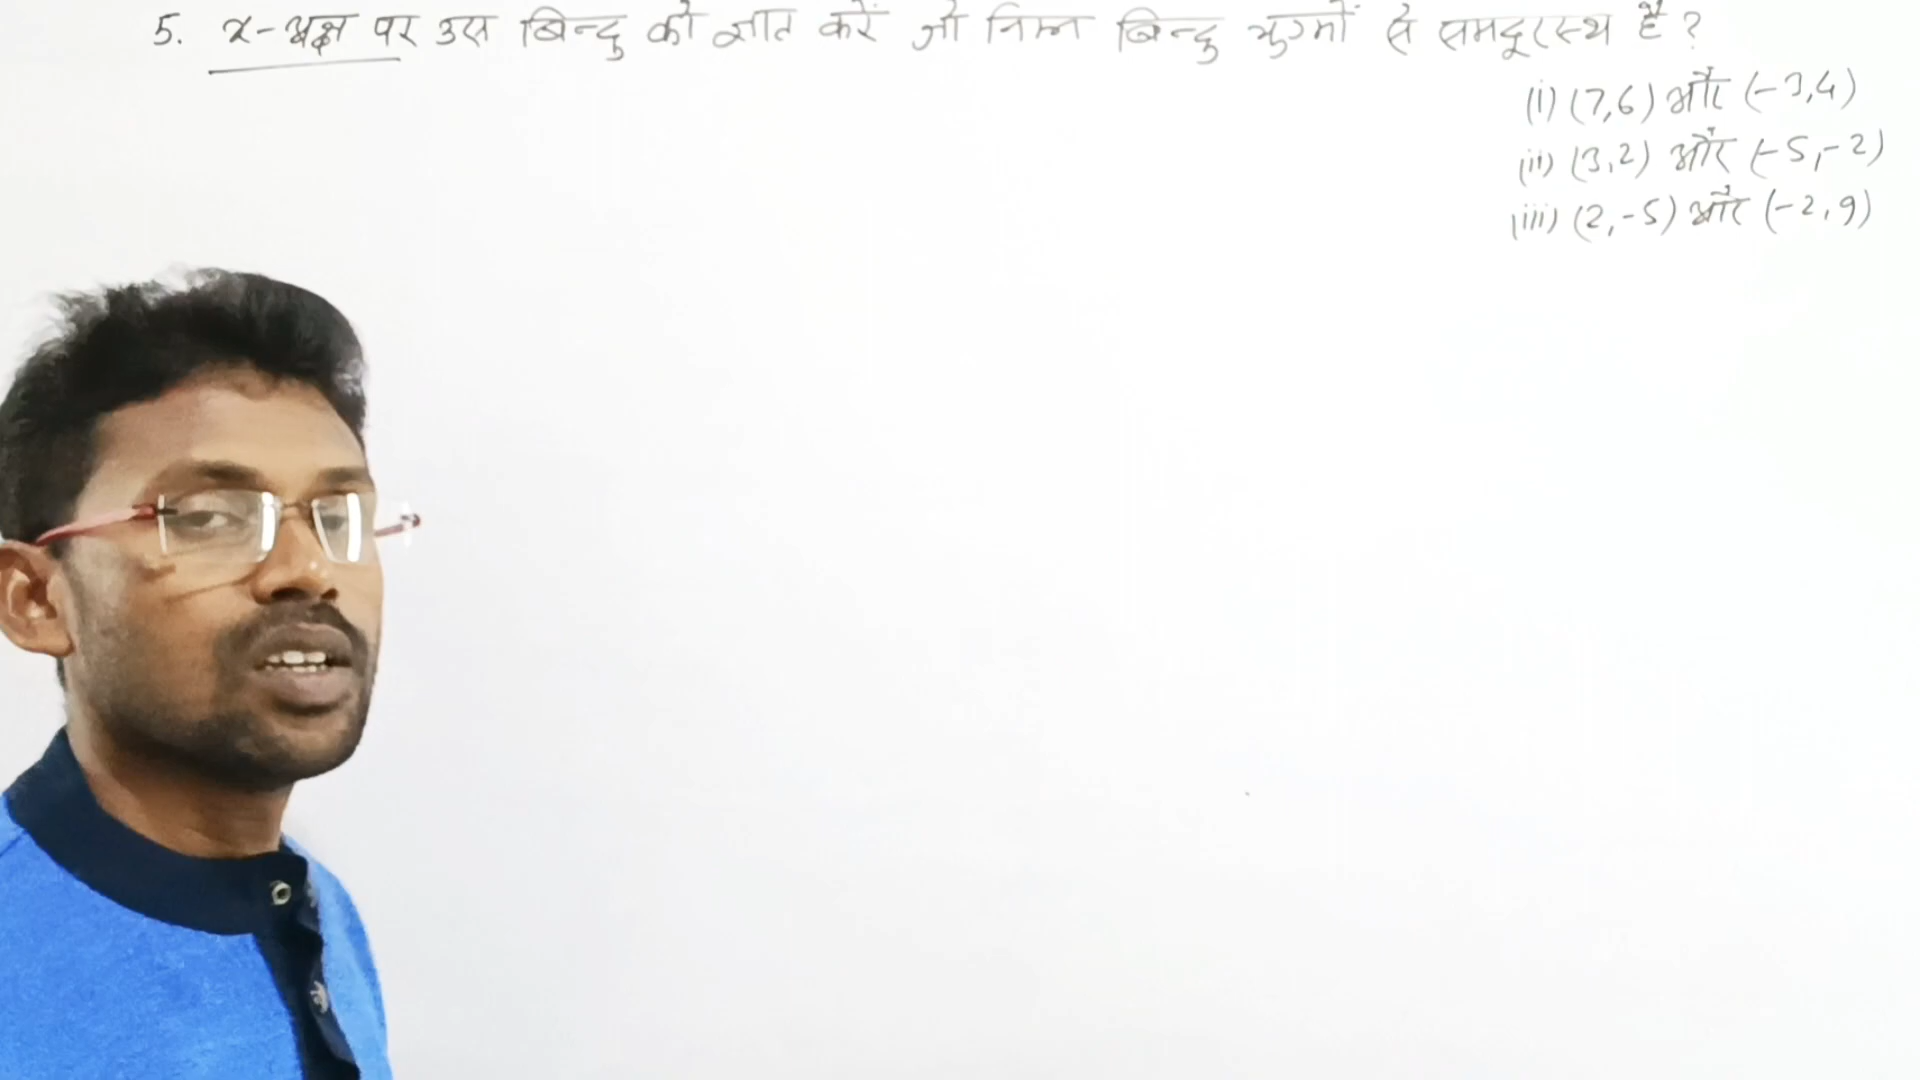 5. x-अक्ष पर उस बिन्दु को ज्ञात करें जो निम्न बिन्दु युग्मों से समदूरस्थ हैं ?
(i) (7,6) और (-3,4)
(ii) (3,2) और (-5,-2)
(iii) (2,-5) और (-2,9)